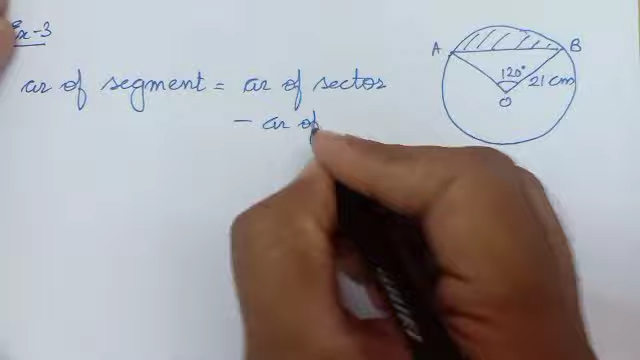 Ex-3
ar of segment = ar of sector
- ar of
A
B
120°
21 cm
O